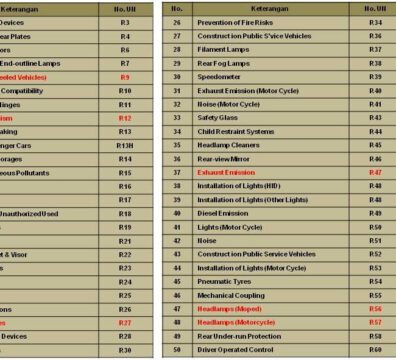 Keterangan No. UN
Devices R3
ear Plates R4
ors R6
End-outline Lamps R7
eeled Vehicles) R9
Compatibility R10
Hinges R11
ism R12
aking R13
enger Cars R13H
orages R14
eous Pollutants R15
R16
R17
Unauthorized Used R18
s R19
R21
et & Visor R22
s R23
R24
R25
ons R26
es R27
Devices R28
s R30
Keterangan No. UN
26 Prevention of Fire Risks R34
27 Construction Public S'vice Vehicles R36
28 Filament Lamps R37
29 Rear Fog Lamps R38
30 Speedometer R39
31 Exhaust Emission (Motor Cycle) R40
32 Noise (Motor Cycle) R41
33 Safety Glass R43
34 Child Restraint Systems R44
35 Headlamp Cleaners R45
36 Rear-view Mirror R46
37 Exhaust Emission R47
38 Installation of Lights (HID) R48
39 Installation of Lights (Other Lights) R48
40 Diesel Emission R49
41 Lights (Motor Cycle) R50
42 Noise R51
43 Construction Public Service Vehicles R52
44 Installation of Lights (Motor Cycle) R53
45 Pneumatic Tyres R54
46 Mechanical Coupling R55
47 Headlamps (Moped) R56
48 Headlamps (Motorcycle) R57
49 Rear Under-run Protection R58
50 Driver Operated Control R60